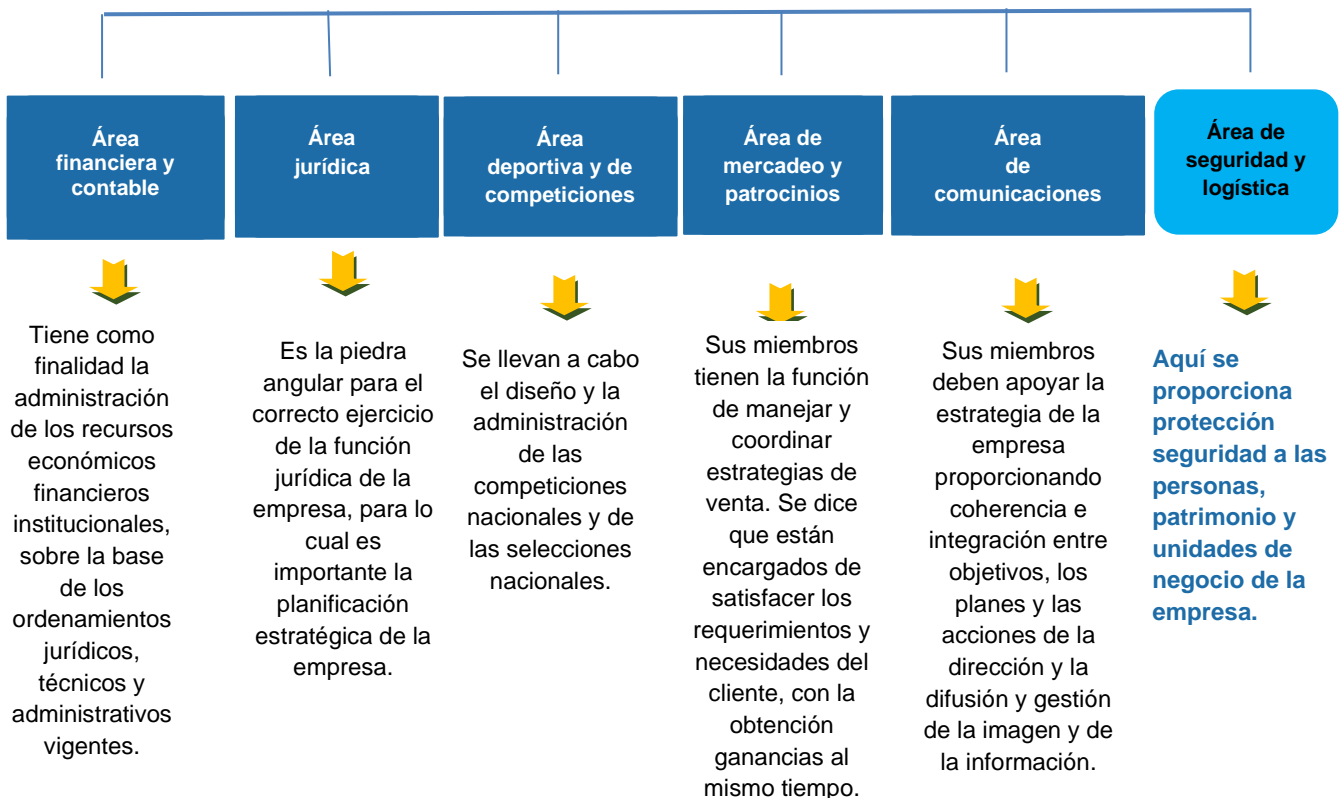 Área
financiera y
contable
Área
jurídica
Área
deportiva y de
competiciones
Área de
mercadeo y
patrocinios
Área
de
comunicaciones
Área de
seguridad y
logística
Tiene como
finalidad la
administración
de los recursos
económicos
financieros
institucionales,
sobre la base
de los
ordenamientos
jurídicos,
técnicos y
administrativos
vigentes.
Es la piedra
angular para el
correcto ejercicio
de la función
jurídica de la
empresa, para lo
cual es
importante la
planificación
estratégica de la
empresa.
Se llevan a cabo
el diseño y la
administración
de las
competiciones
nacionales y de
las selecciones
nacionales.
Sus miembros
tienen la función
de manejar y
coordinar
estrategias de
venta. Se dice
que están
encargados de
satisfacer los
requerimientos y
necesidades del
cliente, con la
obtención
ganancias al
mismo tiempo.
Sus miembros
deben apoyar la
estrategia de la
empresa
proporcionando
coherencia e
integración entre
objetivos, los
planes y las
acciones de la
dirección y la
difusión y gestión
de la imagen y de
la información.
Aquí se
proporciona
protección
seguridad a las
personas,
patrimonio y
unidades de
negocio de la
empresa.